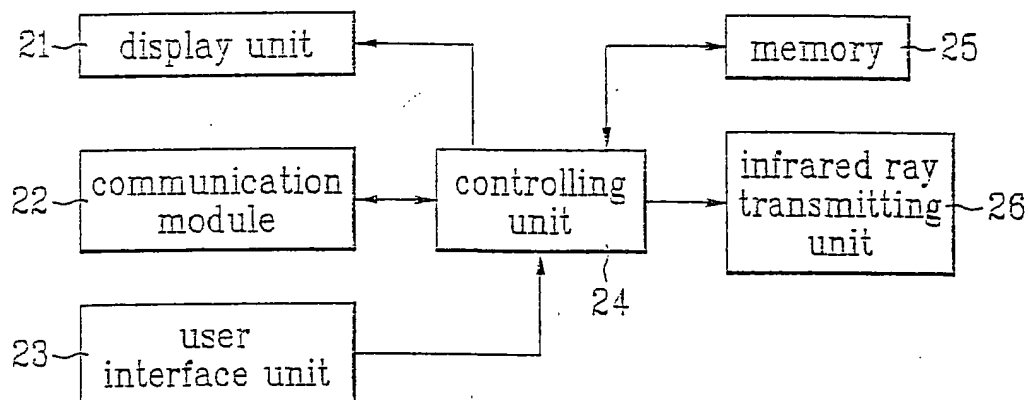 21
display unit
memory
25
22
communication
module
controlling
unit
24
infrared ray
transmitting
unit
26
23
user
interface unit